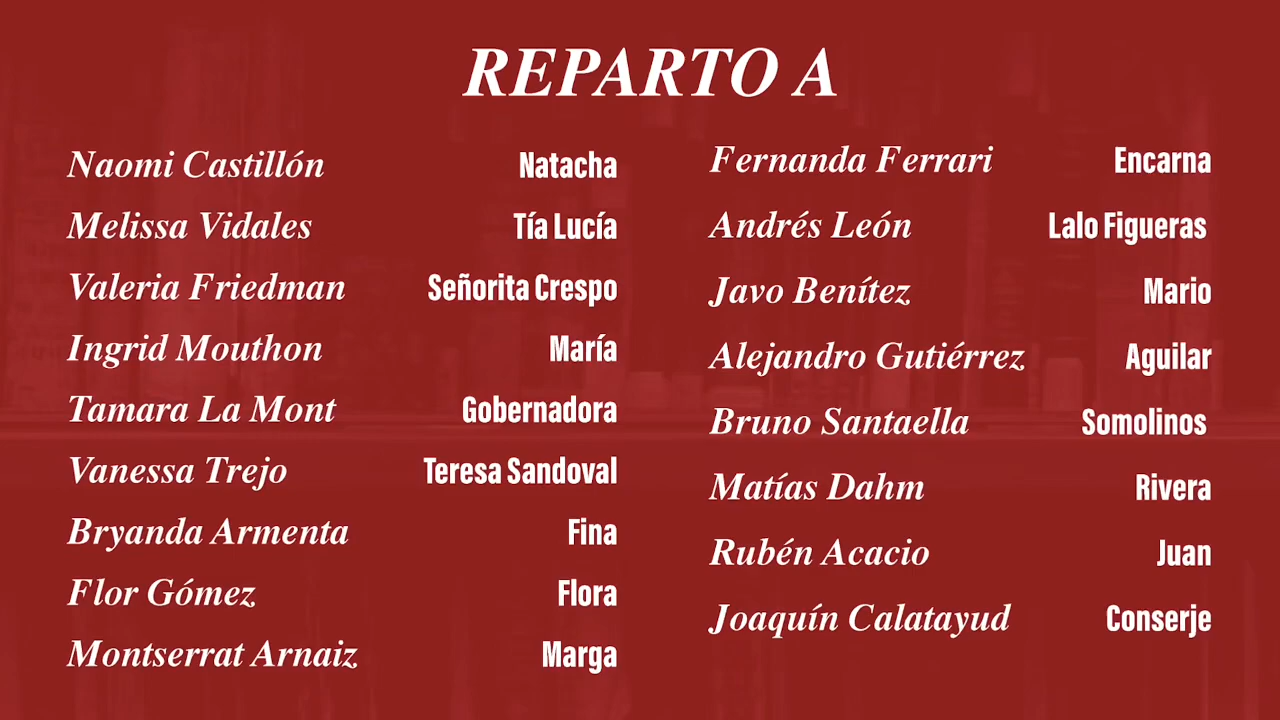 REPARTO A
Naomi Castillón Natacha
Melissa Vidales Tía Lucía
Valeria Friedman Señorita Crespo
Ingrid Mouthon María
Tamara La Mont Gobernadora
Vanessa Trejo Teresa Sandoval
Bryanda Armenta Fina
Flor Gómez Flora
Montserrat Arnaiz Marga
Fernanda Ferrari Encarna
Andrés León Lalo Figueras
Javo Benítez Mario
Alejandro Gutiérrez Aguilar
Bruno Santaella Somolinos
Matías Dahm Rivera
Rubén Acacio Juan
Joaquín Calatayud Conserje